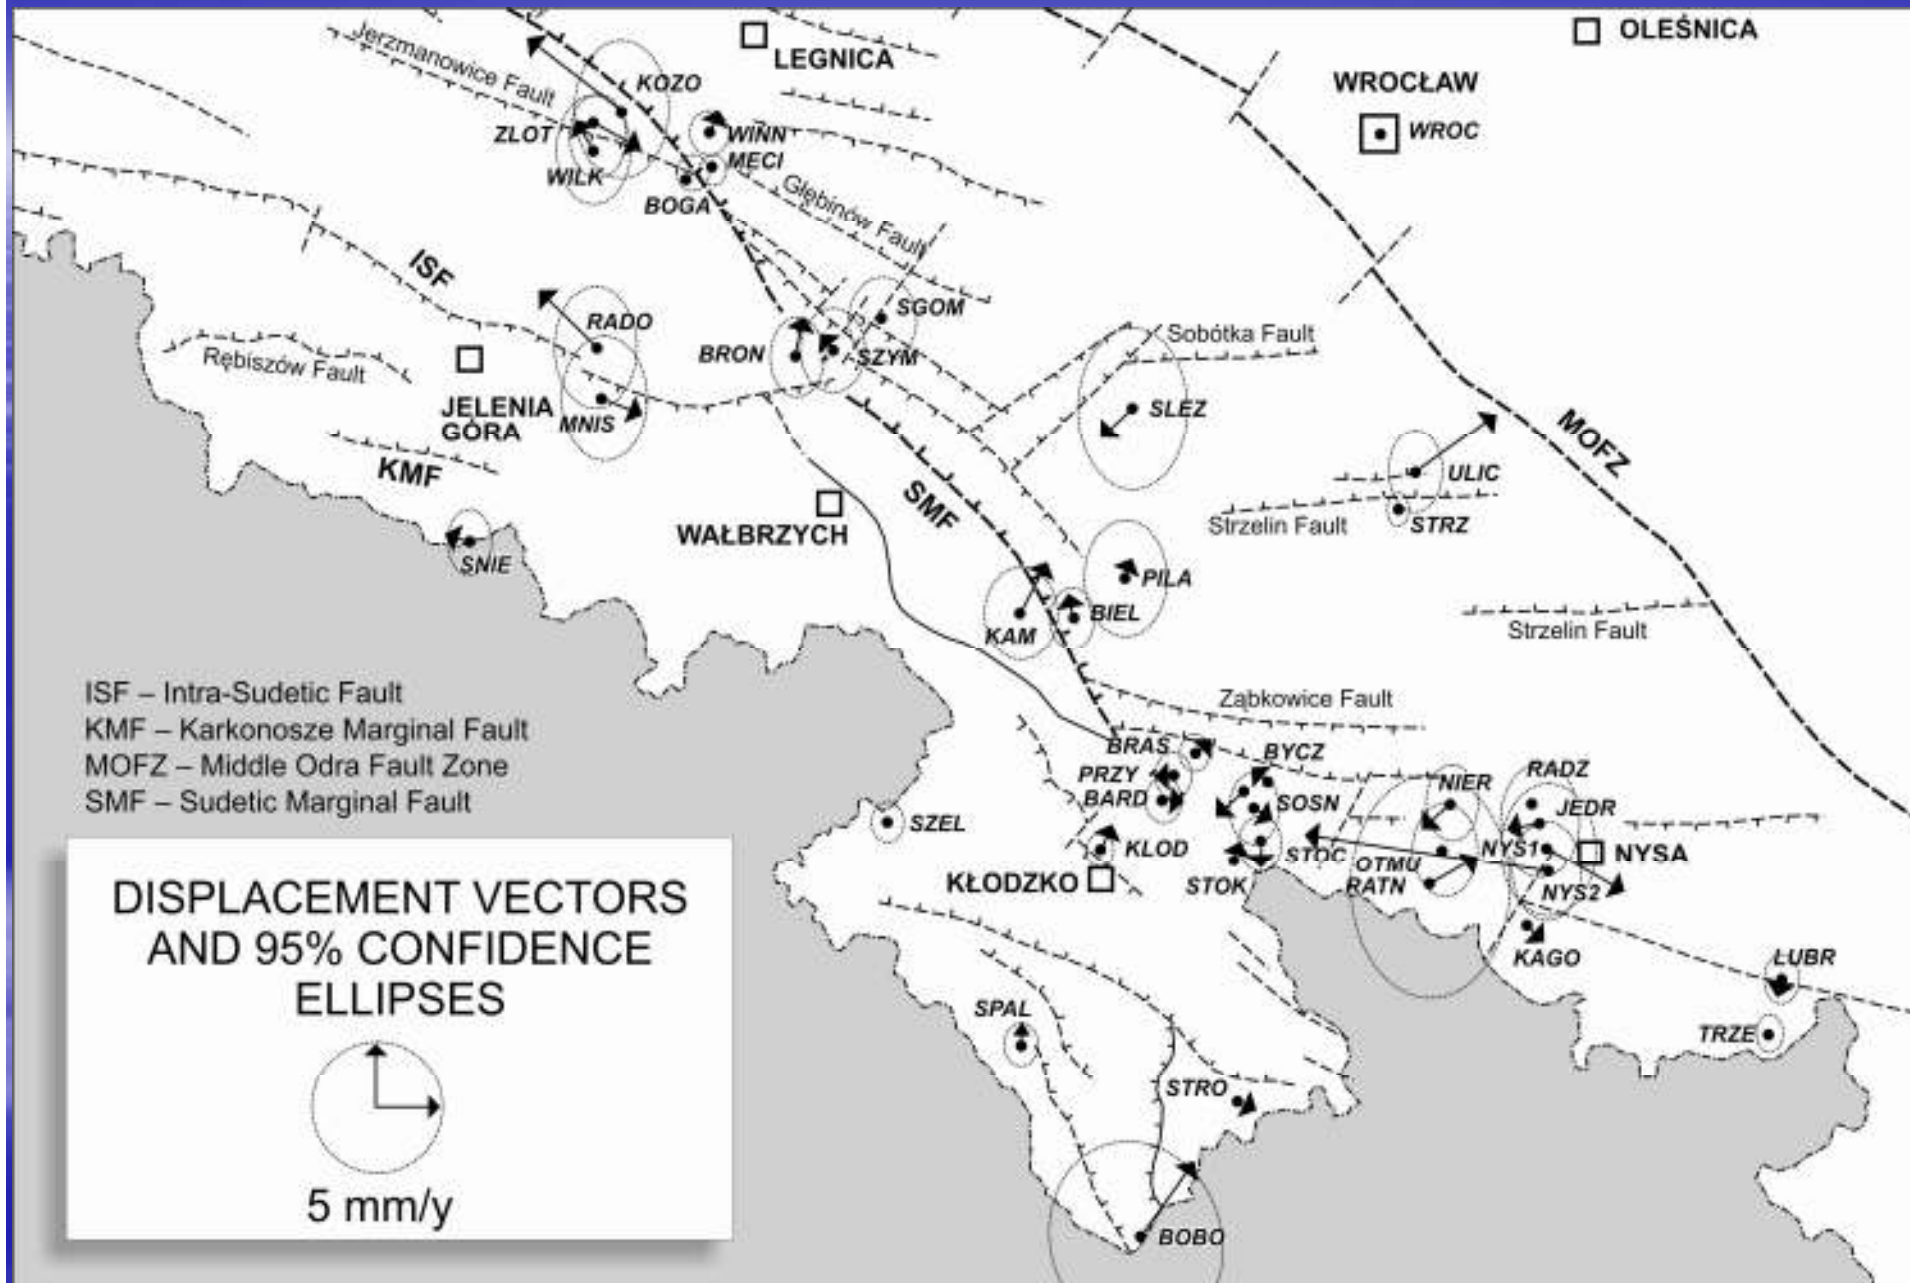 OLEŚNICA
LEGNICA
WROCŁAW
WROC
Jerzmanowice Fault
KOZO
ZLOT
WINN
MĘCI
WILK
BOGA
Głębinów Fault
ISF
RADO
SGOM
BRON
SZYM
Sobótka Fault
Rębiszów Fault
JELENIA
GÓRA
MNIS
SLEZ
MOFZ
KMF
SMF
ULIC
WAŁBRZYCH
Strzelin Fault
STRZ
SNIE
PILA
KAM
BIEL
Strzelin Fault
ISF – Intra-Sudetic Fault
KMF – Karkonosze Marginal Fault
MOFZ – Middle Odra Fault Zone
SMF – Sudetic Marginal Fault
Ząbkowice Fault
BRAS
BYCZ
PRZY
NIER
RADZ
BARD
SOSN
JEDR
SZEL
KLOD
STOC
OTMU
NYS1
NYSA
KŁODZKO
STOK
RATN
NYS2
KAGO
LUBR
SPAL
TRZE
STRO
BOBO
DISPLACEMENT VECTORS
AND 95% CONFIDENCE
ELLIPSES
5 mm/y